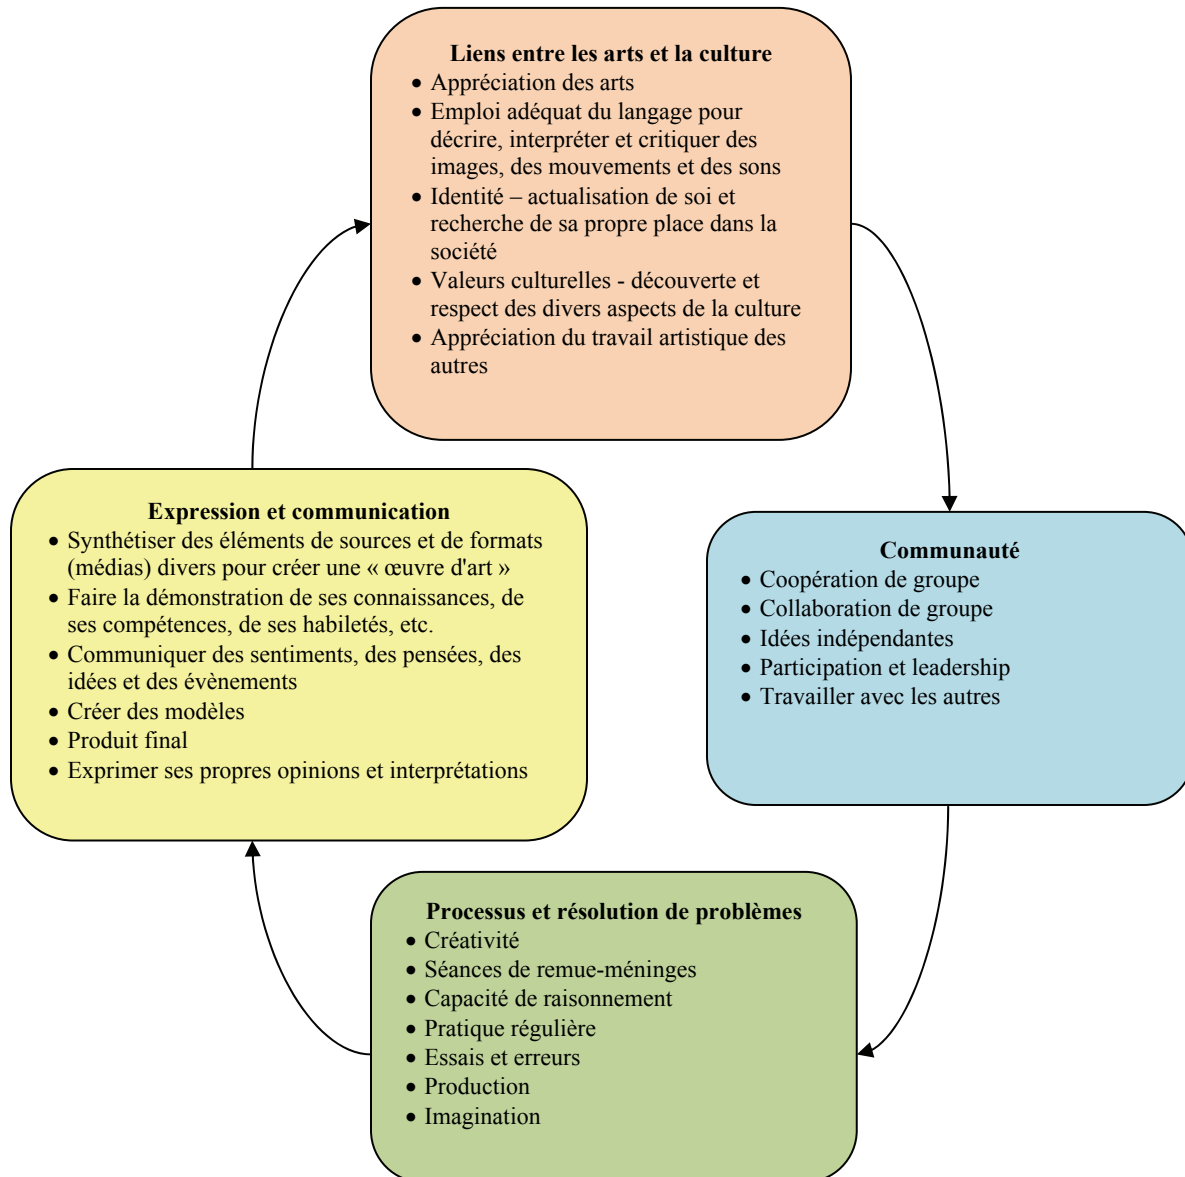 Liens entre les arts et la culture
• Appréciation des arts
• Emploi adéquat du langage pour
décrire, interpréter et critiquer des
images, des mouvements et des sons
• Identité – actualisation de soi et
recherche de sa propre place dans la
société
• Valeurs culturelles - découverte et
respect des divers aspects de la culture
• Appréciation du travail artistique des
autres
Expression et communication
• Synthétiser des éléments de sources et de formats
(médias) divers pour créer une « œuvre d'art »
• Faire la démonstration de ses connaissances, de
ses compétences, de ses habiletés, etc.
• Communiquer des sentiments, des pensées, des
idées et des évènements
• Créer des modèles
• Produit final
• Exprimer ses propres opinions et interprétations
Communauté
• Coopération de groupe
• Collaboration de groupe
• Idées indépendantes
• Participation et leadership
• Travailler avec les autres
Processus et résolution de problèmes
• Créativité
• Séances de remue-méninges
• Capacité de raisonnement
• Pratique régulière
• Essais et erreurs
• Production
• Imagination